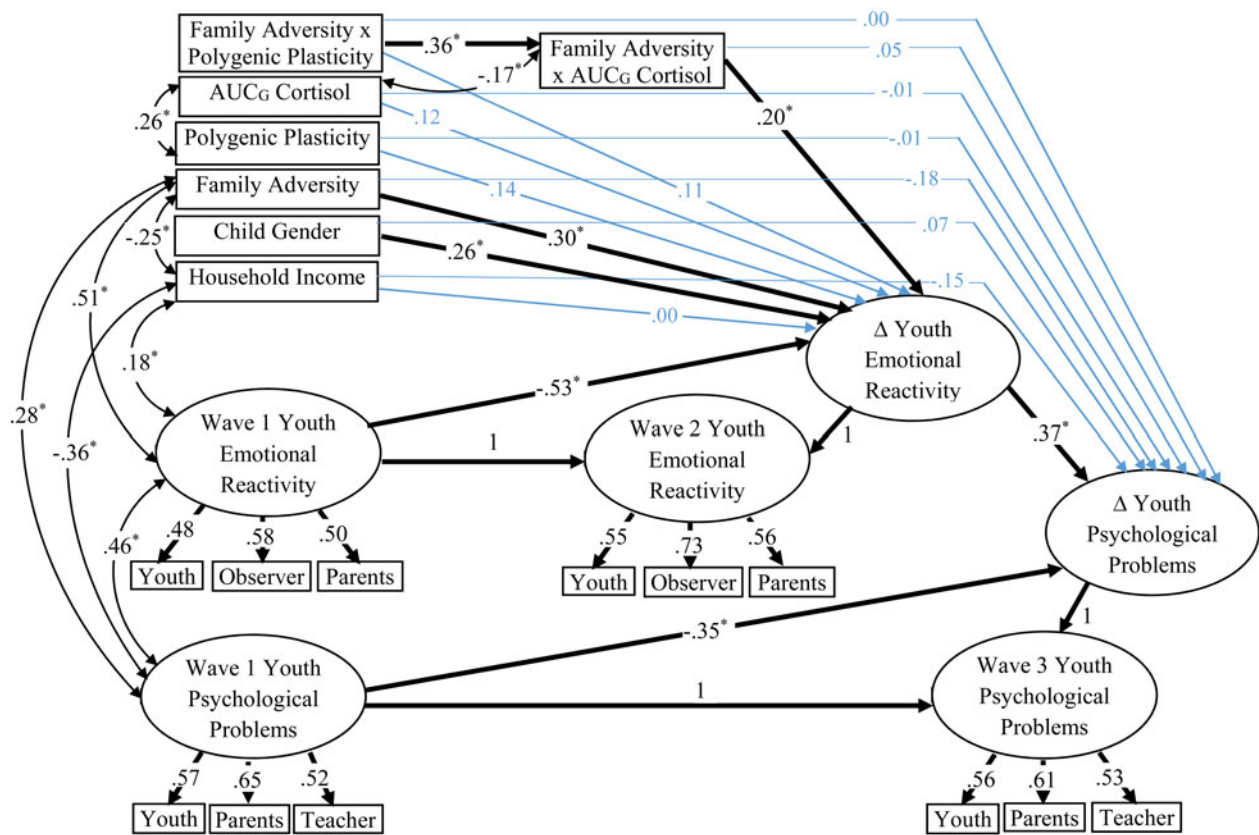 Family Adversity x
Polygenic Plasticity
.36*
Family Adversity
x AUCG Cortisol
-.17*
.00
.05
AUCG Cortisol
.12
-.01
.20*
.26*
Polygenic Plasticity
.14
-.01
.11
Family Adversity
.30*
-.18
Child Gender
.26*
.07
-.25*
Household Income
.00
-.15
.51*
.18*
.28*
-.36*
.46*
Δ Youth
Emotional
Reactivity
-.53*
Wave 1 Youth
Emotional
Reactivity
1
Wave 2 Youth
Emotional
Reactivity
1
.37*
.48
.58
.50
Youth
Observer
Parents
.55
.73
.56
Youth
Observer
Parents
Δ Youth
Psychological
Problems
-.35*
1
Wave 1 Youth
Psychological
Problems
1
Wave 3 Youth
Psychological
Problems
.57
.65
.52
Youth
Parents
Teacher
.56
.61
.53
Youth
Parents
Teacher